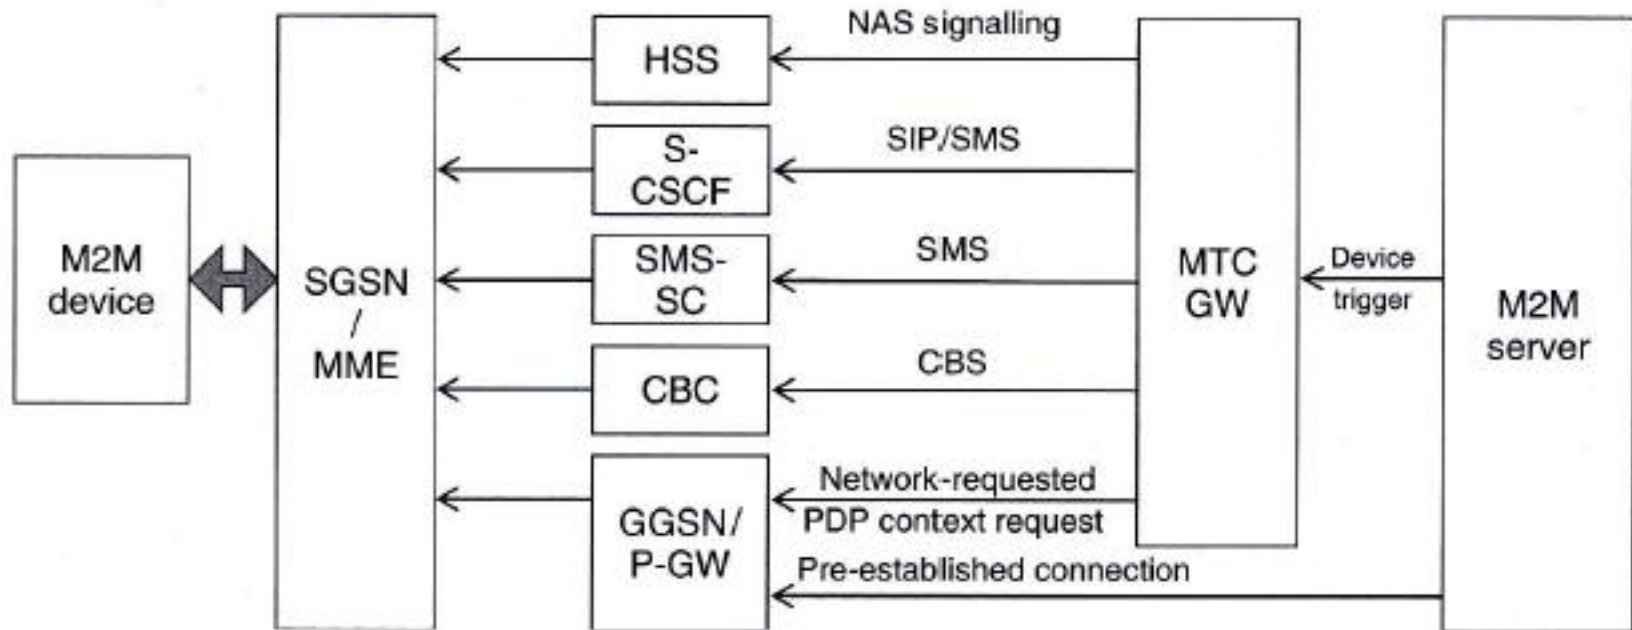 NAS signalling
HSS
SIP/SMS
S-
CSCF
M2M
device
SGSN
/
MME
SMS
SMS-
SC
MTC
GW
Device
trigger
M2M
server
CBS
CBC
Network-requested
PDP context request
GGSN/
P-GW
Pre-established connection